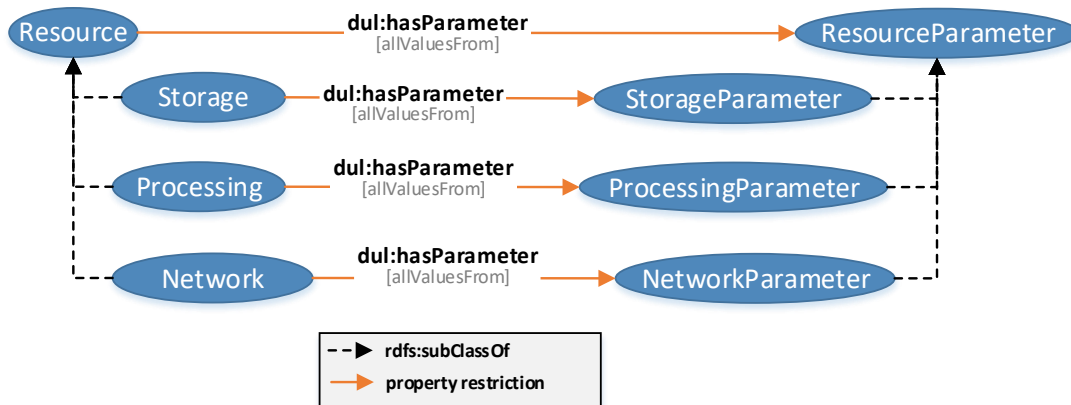 Resource
dul:hasParameter
[allValuesFrom]
ResourceParameter
Storage
dul:hasParameter
[allValuesFrom]
StorageParameter
Processing
dul:hasParameter
[allValuesFrom]
ProcessingParameter
Network
dul:hasParameter
[allValuesFrom]
NetworkParameter
rdfs:subClassOf
property restriction